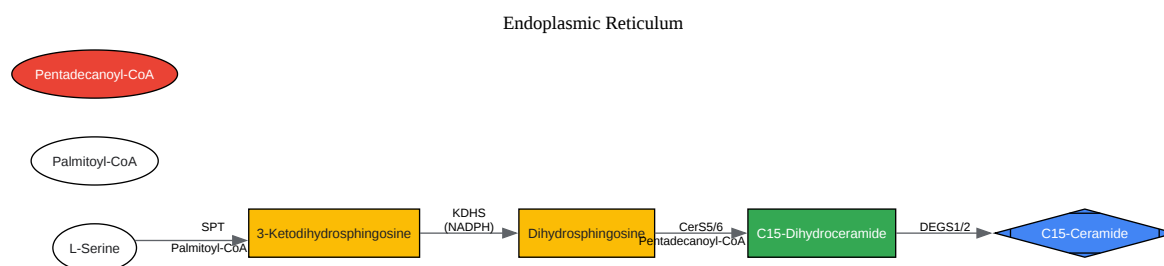 Endoplasmic Reticulum
Pentadecanoyl-CoA
Palmitoyl-CoA
L-Serine
SPT
Palmitoyl-CoA
3-Ketodihydrosphingosine
KDHS
(NADPH)
Dihydrosphingosine
CerS5/6
Pentadecanoyl-CoA
C15-Dihydroceramide
DEGS1/2
C15-Ceramide